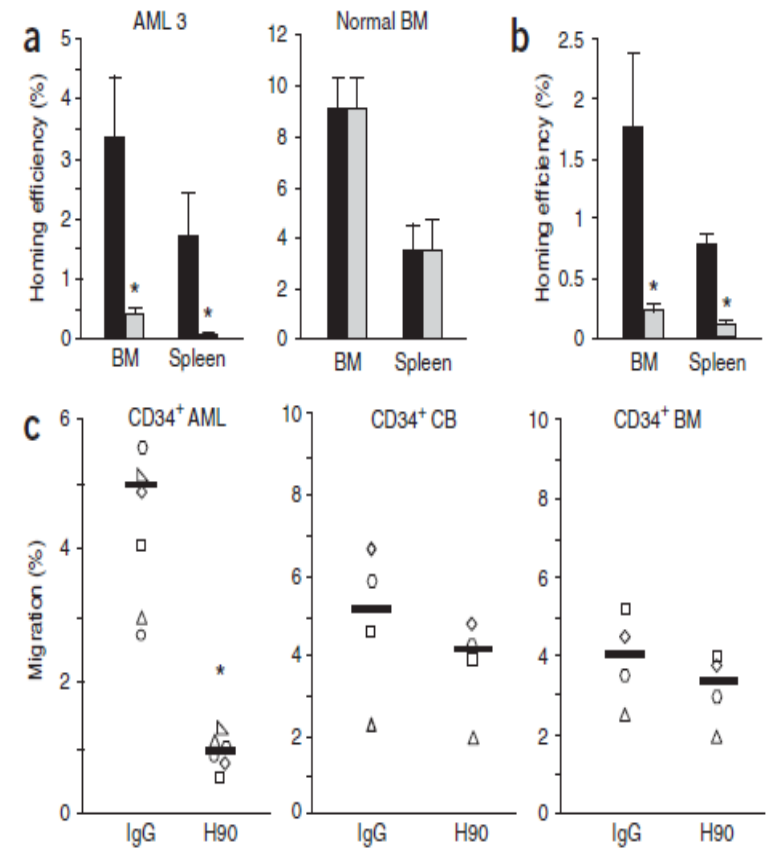 a
AML 3
Homing efficiency (%)
5
4
3
2
1
0
*
*
BM
Spleen
Normal BM
12
10
8
6
4
2
0
BM
Spleen
b
Homing efficiency (%)
2.5
2
1.5
1
0.5
0
*
*
BM
Spleen
c
CD34+ AML
Migration (%)
6
4
2
0
*
IgG
H90
CD34+ CB
10
8
6
4
2
0
IgG
H90
CD34+ BM
10
8
6
4
2
0
IgG
H90